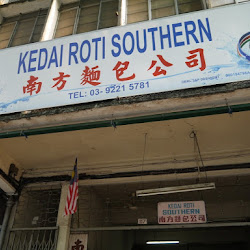 KEDAI ROTI SOUTHERN
南方麵包公司
TEL: 03- 9221 5781
KEDAI ROTI
SOUTHERN
南方麵包公司
南